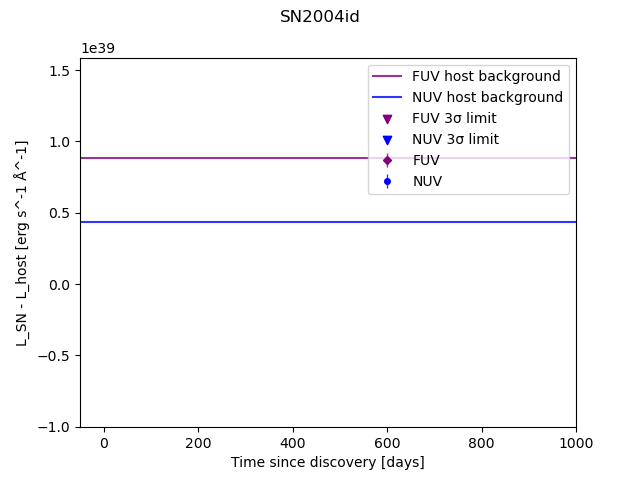 SN2004id
1e39
1.5
1.0
0.5
0.0
−0.5
−1.0
L_SN - L_host [erg s^-1 Å^-1]
FUV host background
NUV host background
FUV 3σ limit
NUV 3σ limit
FUV
NUV
0 200 400 600 800 1000
Time since discovery [days]